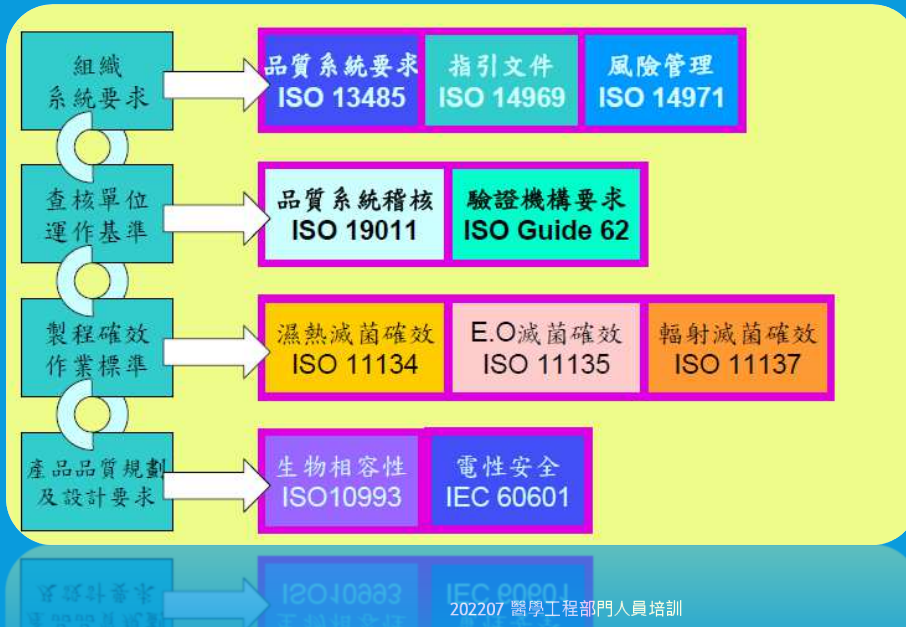 組織
系統要求
品質系統要求
ISO 13485
指引文件
ISO 14969
風險管理
ISO 14971
查核單位
運作基準
品質系統稽核
ISO 19011
驗證機構要求
ISO Guide 62
製程確效
作業標準
濕熱滅菌確效
ISO 11134
E.O滅菌確效
ISO 11135
輻射滅菌確效
ISO 11137
產品品質規劃
及設計要求
生物相容性
ISO10993
電性安全
IEC 60601
202207 醫學工程部門人員培訓